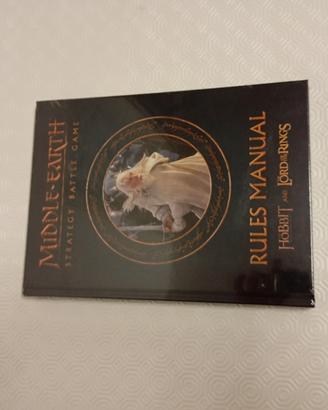 MIDDLE-EARTH
STRATEGY BATTLE GAME
RULES MANUAL
THE HOBBIT AND THE LORD OF THE RINGS